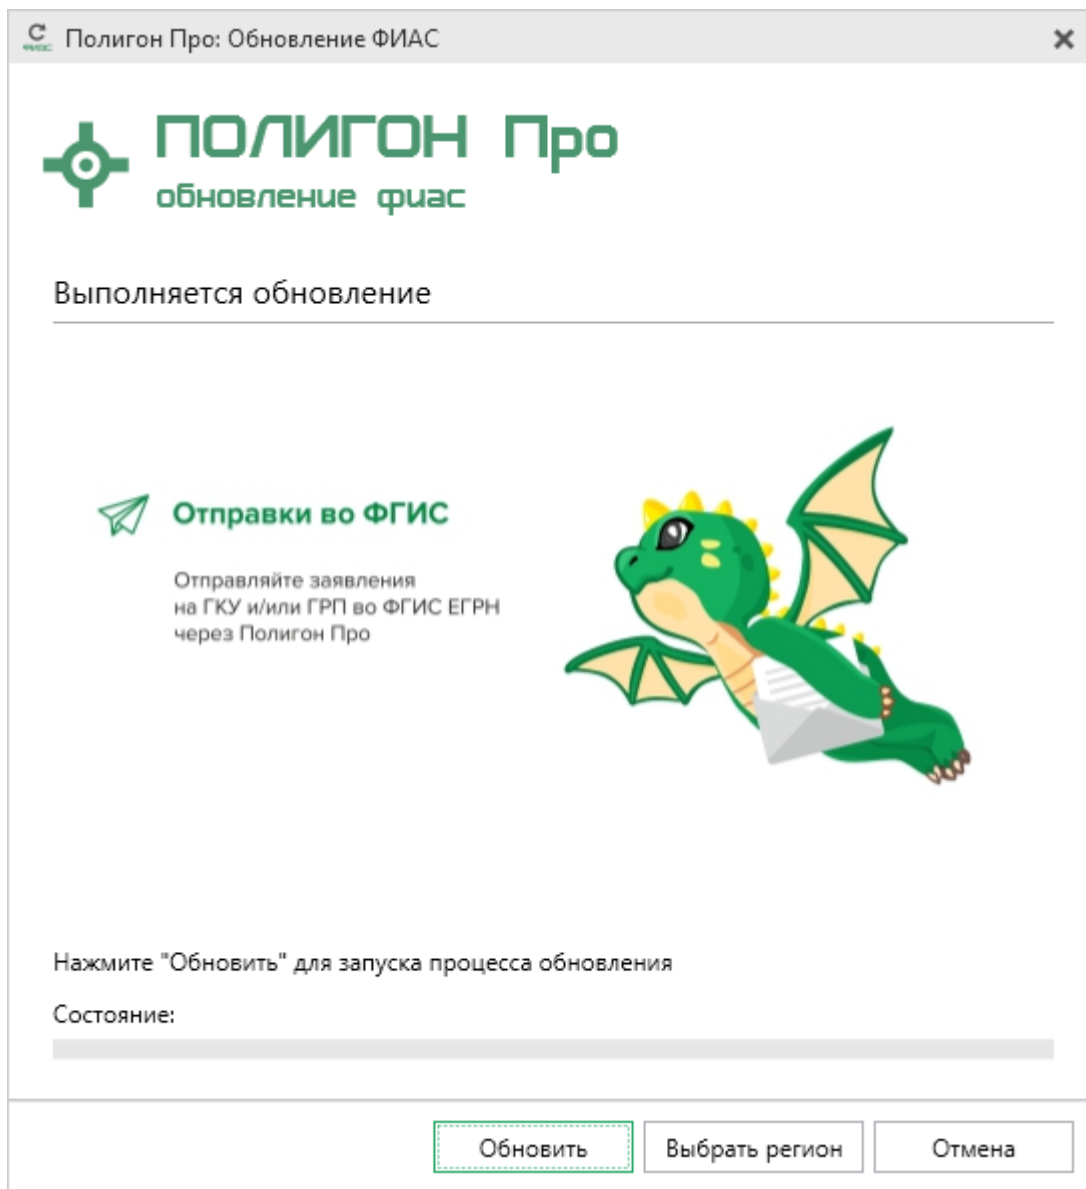 ФИАС
Полигон Про: Обновление ФИАС
ПОЛИГОН Про
обновление фиас
Выполняется обновление
Отправки во ФГИС
Отправляйте заявления
на ГКУ и/или ГРП во ФГИС ЕГРН
через Полигон Про
Нажмите "Обновить" для запуска процесса обновления
Состояние:
Обновить
Выбрать регион
Отмена